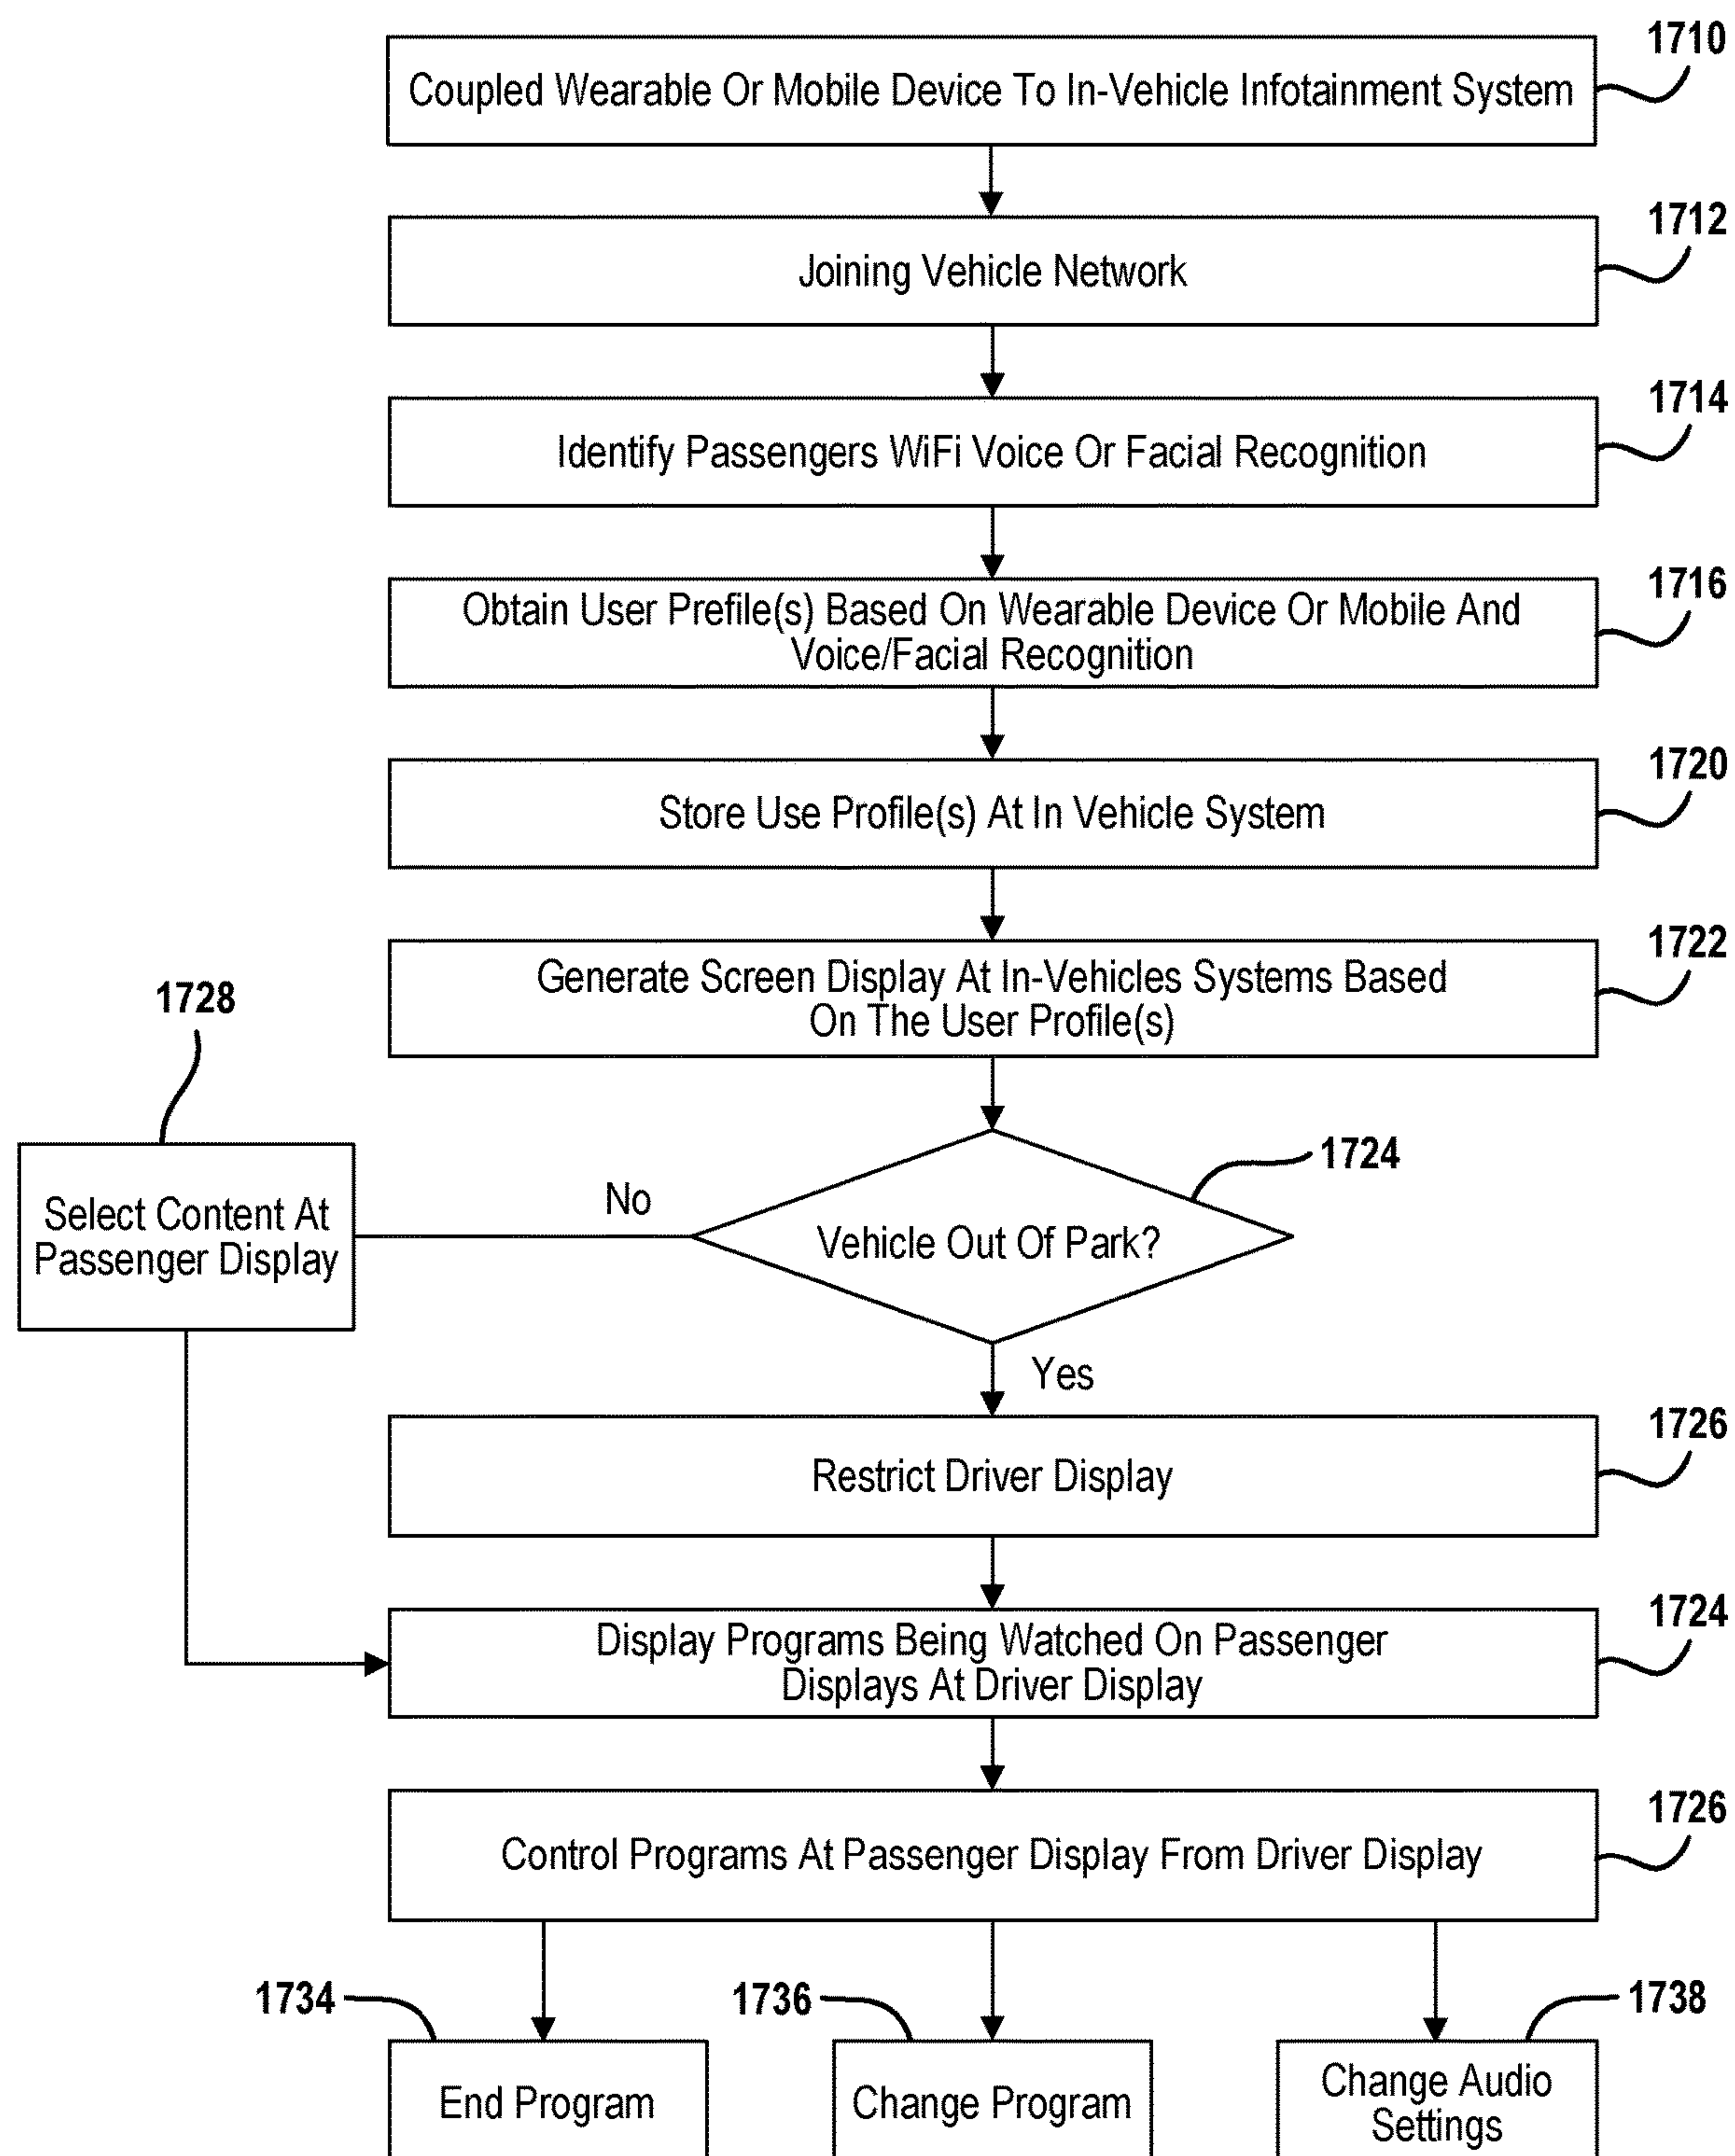 1710
Coupled Wearable Or Mobile Device To In-Vehicle Infotainment System
1712
Joining Vehicle Network
1714
Identify Passengers WiFi Voice Or Facial Recognition
1716
Obtain User Prefile(s) Based On Wearable Device Or Mobile And
Voice/Facial Recognition
1720
Store Use Profile(s) At In Vehicle System
1722
Generate Screen Display At In-Vehicles Systems Based
On The User Profile(s)
1728
Select Content At
Passenger Display
No
1724
Vehicle Out Of Park?
Yes
1726
Restrict Driver Display
1724
Display Programs Being Watched On Passenger
Displays At Driver Display
1726
Control Programs At Passenger Display From Driver Display
1734
End Program
1736
Change Program
1738
Change Audio
Settings